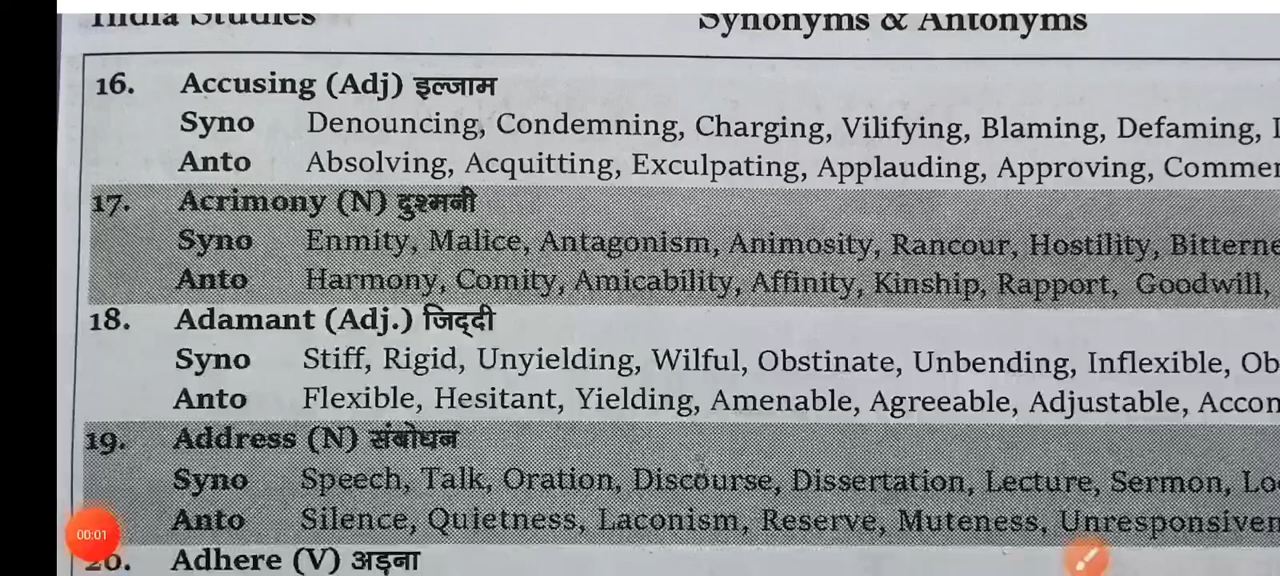 India Studies Synonyms & Antonyms
16. Accusing (Adj) इल्जाम
Syno Denouncing, Condemning, Charging, Vilifying, Blaming, Defaming,
Anto Absolving, Acquitting, Exculpating, Applauding, Approving,
17. Acrimony (N) दुश्मनी
Syno Enmity, Malice, Antagonism, Animosity, Rancour, Hostility,
Anto Harmony, Comity, Amicability, Affinity, Kinship, Rapport, Goodwill,
18. Adamant (Adj.) जिद्दी
Syno Stiff, Rigid, Unyielding, Wilful, Obstinate, Unbending, Inflexible,
Anto Flexible, Hesitant, Yielding, Amenable, Agreeable, Adjustable,
19. Address (N) संबोधन
Syno Speech, Talk, Oration, Discourse, Dissertation, Lecture, Sermon,
Anto Silence, Quietness, Laconism, Reserve, Muteness,
00:01
20. Adhere (V) अड़ना